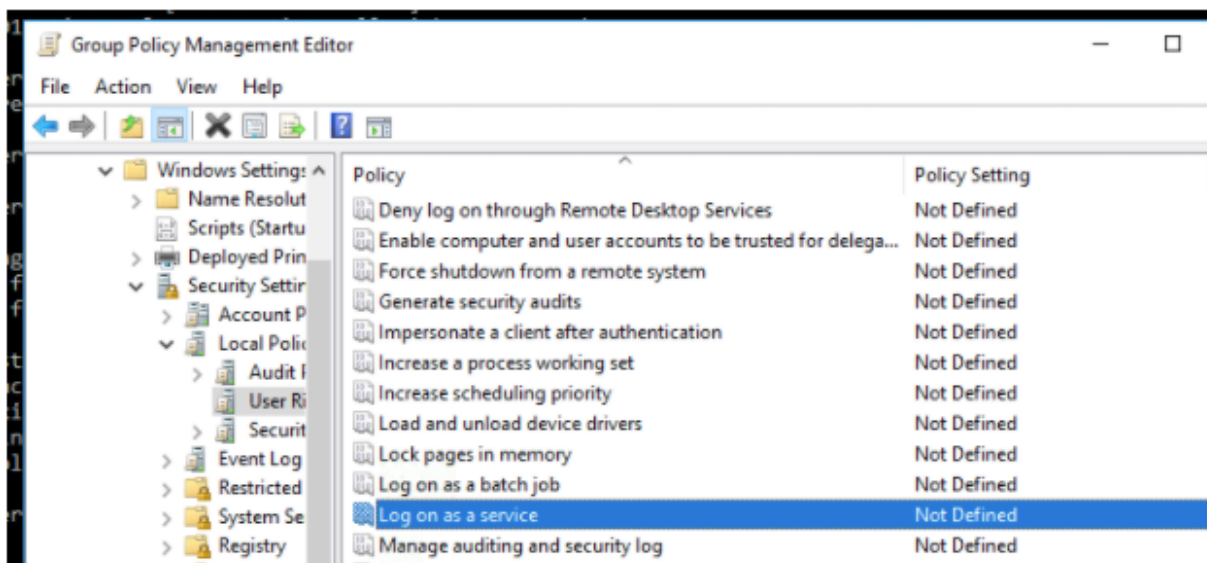 Group Policy Management Editor
File Action View Help
Windows Settings
Name Resolut
Scripts (Startu
Deployed Prin
Security Settin
Account P
Local Polic
Audit P
User Ri
Securit
Event Log
Restricted
System Se
Registry
Policy Policy Setting
Deny log on through Remote Desktop Services Not Defined
Enable computer and user accounts to be trusted for delega... Not Defined
Force shutdown from a remote system Not Defined
Generate security audits Not Defined
Impersonate a client after authentication Not Defined
Increase a process working set Not Defined
Increase scheduling priority Not Defined
Load and unload device drivers Not Defined
Lock pages in memory Not Defined
Log on as a batch job Not Defined
Log on as a service Not Defined
Manage auditing and security log Not Defined